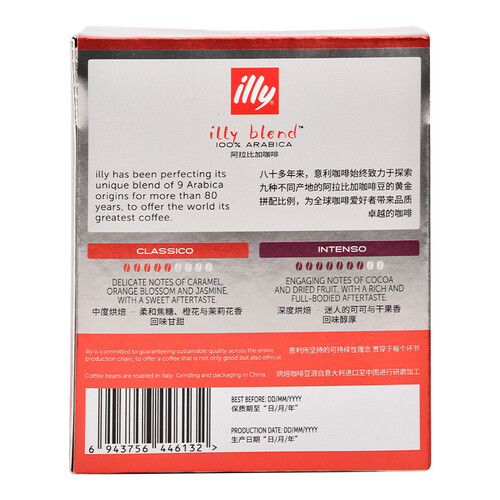 illy
illy blend™
100% ARABICA
阿拉比加咖啡
illy has been perfecting its
unique blend of 9 Arabica
origins for more than 80
years, to offer the world its
greatest coffee.
八十多年来，意利咖啡始终致力于探索
九种不同产地的阿拉比加咖啡豆的黄金
拼配比例，为全球咖啡爱好者带来品质
卓越的咖啡
CLASSICO
DELICATE NOTES OF CARAMEL,
ORANGE BLOSSOM AND JASMINE,
WITH A SWEET AFTERTASTE.
中度烘焙 - 柔和焦糖、橙花与茉莉花香
回味甘甜
INTENSO
ENGAGING NOTES OF COCOA
AND DRIED FRUIT, WITH A RICH AND
FULL-BODIED AFTERTASTE.
深度烘焙 - 迷人的可可与干果香
回味醇厚
illy is committed to guaranteeing sustainable quality across the entire
production chain, to offer a coffee that is not only good but also ethical.
意利所坚持的可持续性理念 贯穿于每个环节
Coffee beans are roasted in Italy. Grinding and packaging in China.
烘焙咖啡豆源自意大利进口至中国进行研磨加工
6 943756 446132 >
BEST BEFORE: DD/MM/YYYY
保质期至 "日/月/年"
PRODUCTION DATE: DD/MM/YYYY
生产日期 "日/月/年"